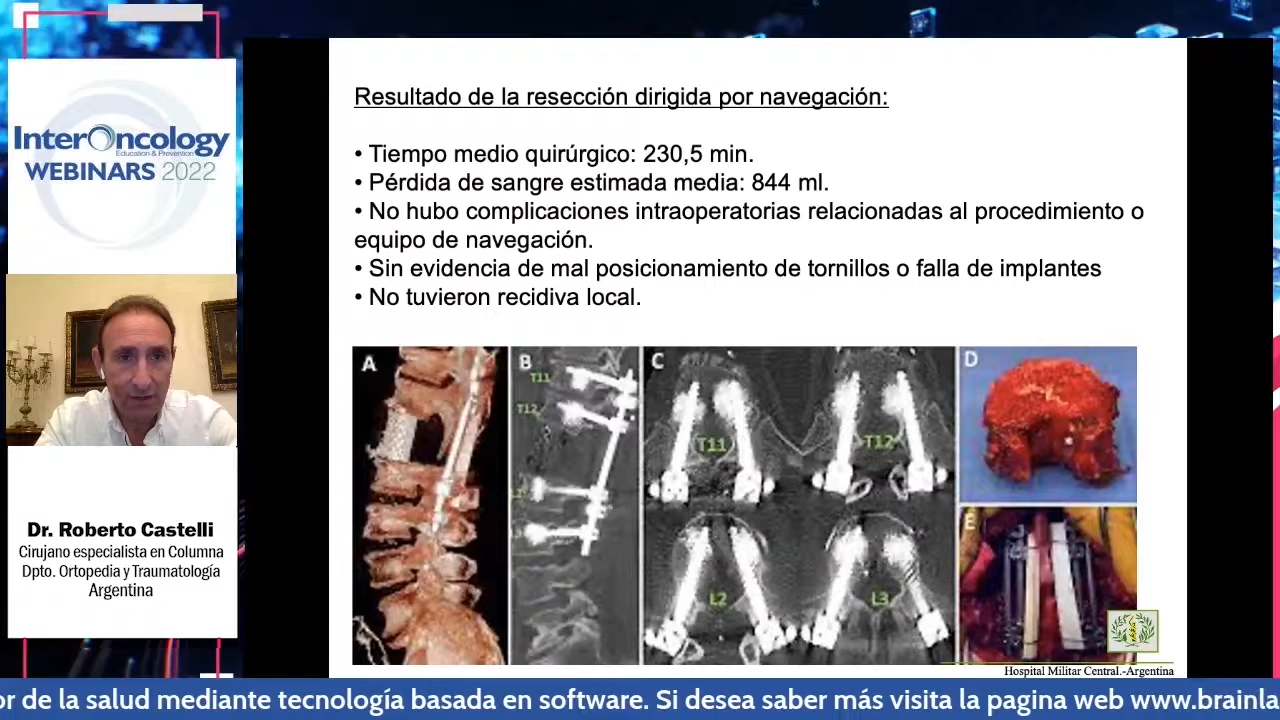 InterOncology
Education & Prevention
WEBINARS 2022
Dr. Roberto Castelli
Cirujano especialista en Columna
Dpto. Ortopedia y Traumatología
Argentina
Resultado de la resección dirigida por navegación:
• Tiempo medio quirúrgico: 230,5 min.
• Pérdida de sangre estimada media: 844 ml.
• No hubo complicaciones intraoperatorias relacionadas al procedimiento o
equipo de navegación.
• Sin evidencia de mal posicionamiento de tornillos o falla de implantes
• No tuvieron recidiva local.
A
B
T11
T12
C
T11
T12
L2
L3
D
E
Hospital Militar Central.-Argentina
or de la salud mediante tecnología basada en software. Si desea saber más visita la pagina web www.brainla